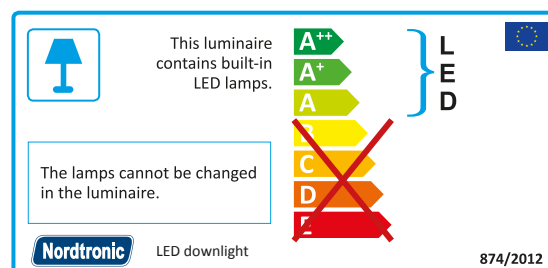 This luminaire
contains built-in
LED lamps.
A++
A+
A
B
C
D
E
L
E
D
The lamps cannot be changed
in the luminaire.
Nordtronic
LED downlight
874/2012